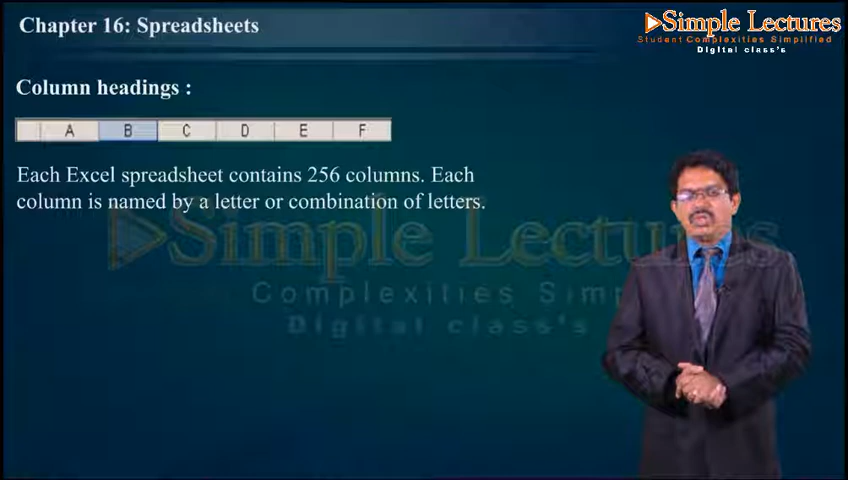 Chapter 16: Spreadsheets
Simple Lectures
Student Complexities Simplified
Digital class's
Column headings :
A B C D E F
Each Excel spreadsheet contains 256 columns. Each
column is named by a letter or combination of letters.
Simple Lectures
Complexities Simp
Digital class's